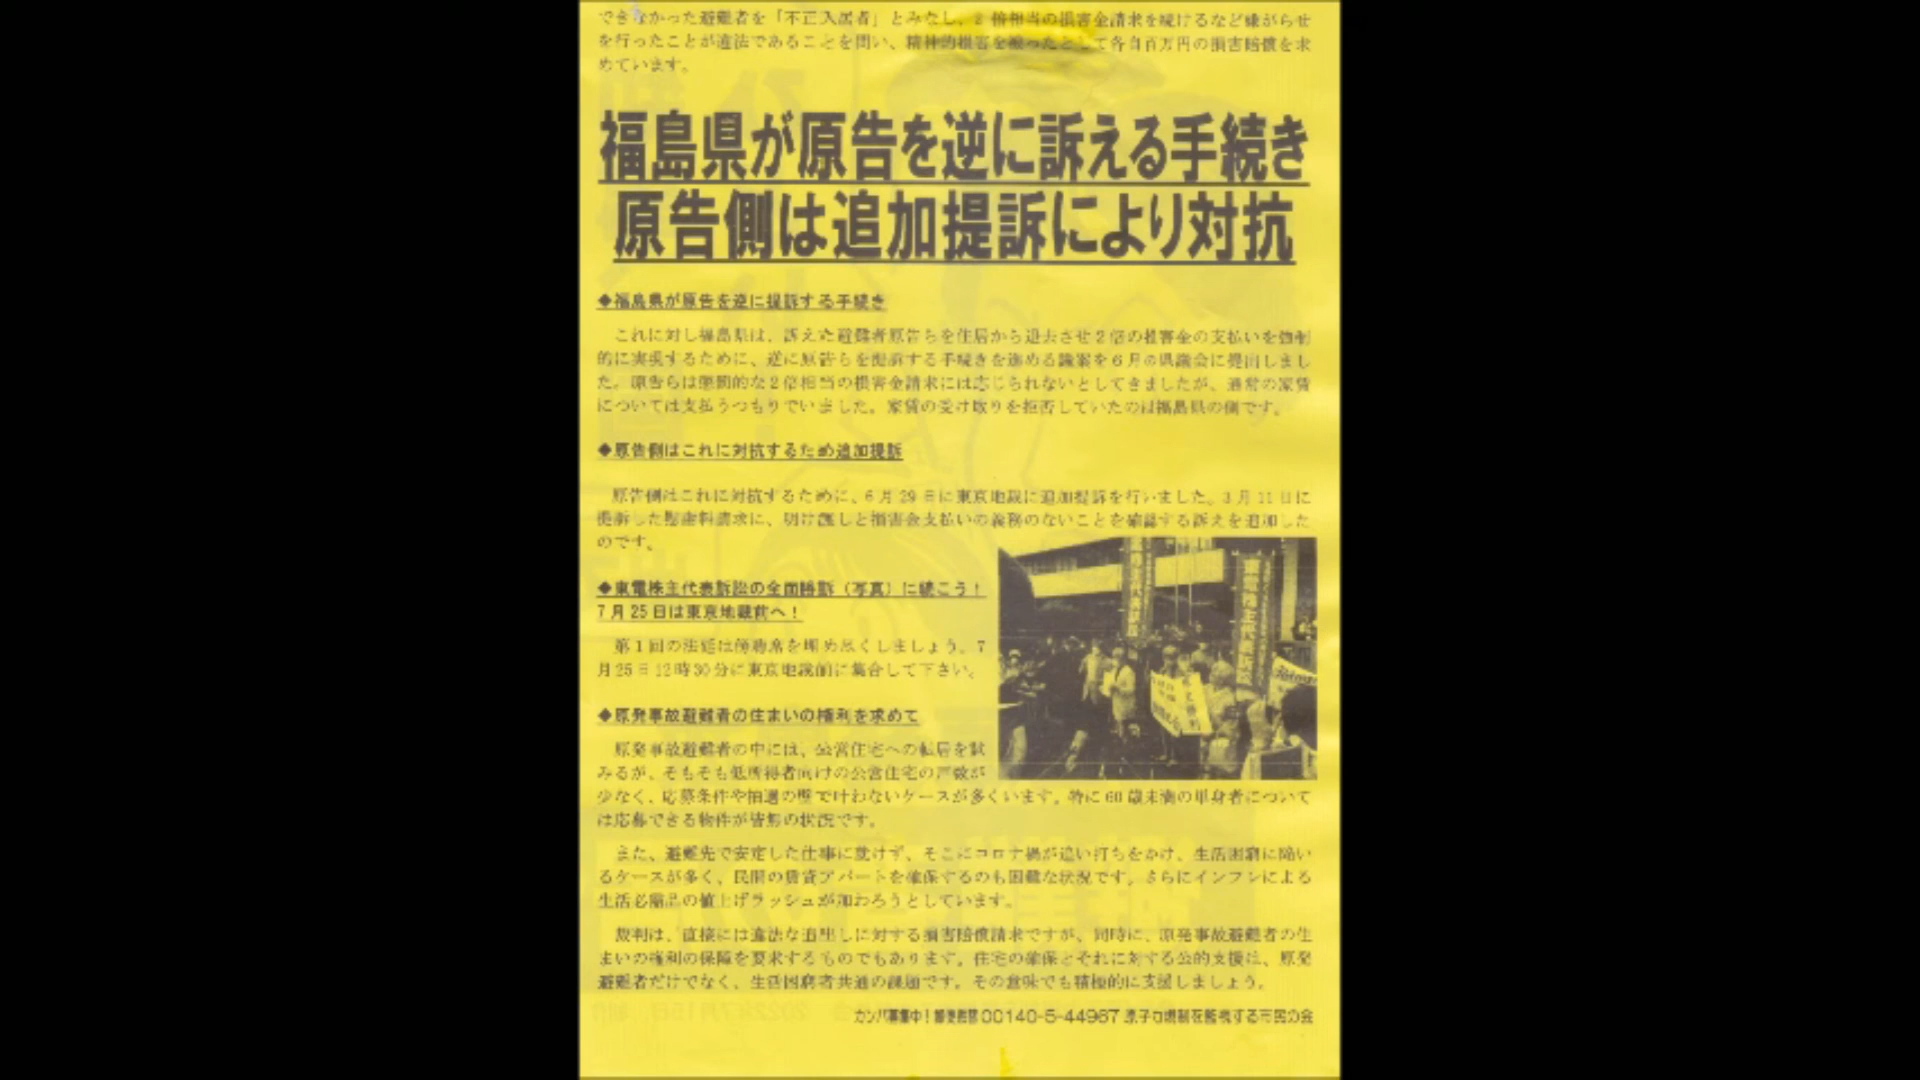 できなかった避難者を「不正入居者」とみなし、2倍相当の損害金請求を続けるなど嫌がらせ
を行ったことが違法であることを問い、精神的損害を被ったとして各自百万円の損害賠償を求
めています。
福島県が原告を逆に訴える手続き
原告側は追加提訴により対抗
◆福島県が原告を逆に提訴する手続き
これに対し福島県は、訴えた避難者原告らを住居から退去させ2倍の損害金の支払いを強制
的に実現するために、逆に原告らを提訴する手続きを進める議案を6月の県議会に提出しまし
た。原告らは懲罰的な2倍相当の損害金請求には応じられないとしてきましたが、通常の家賃
については支払うつもりでいました。家賃の受け取りを拒否していたのは福島県の側です。
◆原告側はこれに対抗するため追加提訴
原告側はこれに対抗するために、6月29日に東京地裁に追加提訴を行いました。3月11日に
提訴した慰謝料請求に、明け渡しと損害金支払いの義務のないことを確認する訴えを追加した
のです。
◆東電株主代表訴訟の全面勝訴（写真）に続こう！
7月25日は東京地裁前へ！
第1回の法廷は傍聴席を埋め尽くしましょう。7
月25日12時30分に東京地裁前に集合して下さい。
◆原発事故避難者の住まいの権利を求めて
原発事故避難者の中には、公営住宅への転居を試
みるが、そもそも低所得者向けの公営住宅の戸数が
少なく、応募条件や抽選の壁で叶わないケースが多くいます。特に60歳未満の単身者について
は応募できる物件が皆無の状況です。
また、避難先で安定した仕事に就けず、そこにコロナ禍が追い打ちをかけ、生活困窮に陥い
るケースが多く、民間の賃貸アパートを確保するのも困難な状況です。さらにインフレによる
生活必需品の値上げラッシュが加わろうとしています。
裁判は、直接には違法な追出しに対する損害賠償請求ですが、同時に、原発事故避難者の住
まいの権利の保障を要求するものでもあります。住宅の確保とそれに対する公的支援は、原発
避難者だけでなく、生活困窮者共通の課題です。その意味でも積極的に支援しましょう。
カンパ募集中！郵便振替00140-5-44967 原子力規制を監視する市民の会